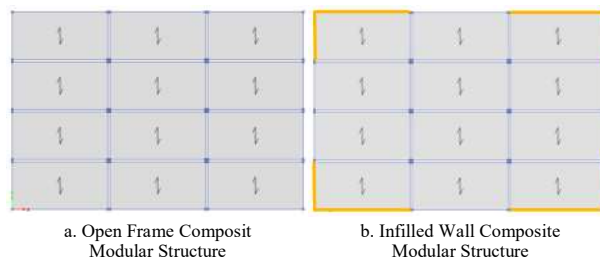 a. Open Frame Composit
Modular Structure
b. Infilled Wall Composite
Modular Structure